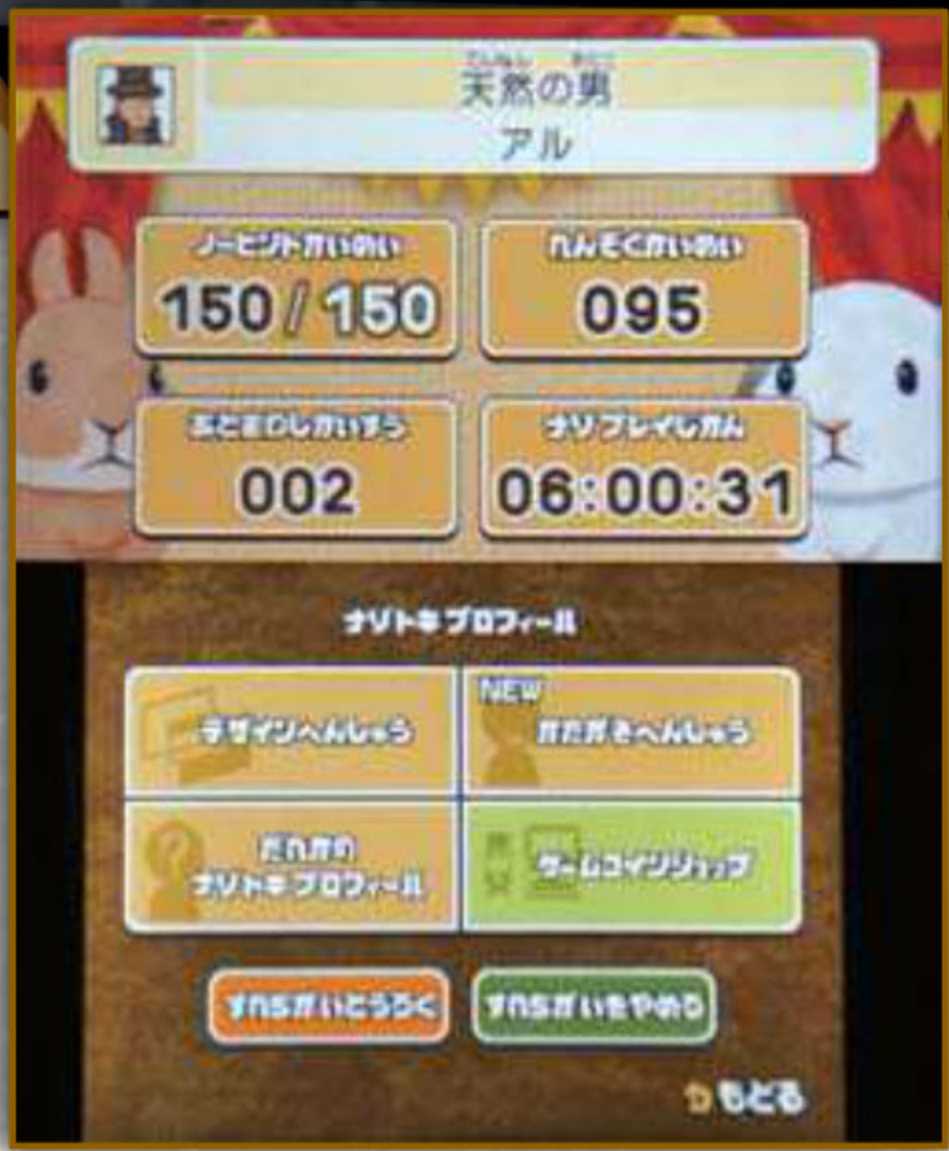 てんねん おとこ
天然の男
アル
ノーヒントかいめい
へんそくかいめい
150 / 150
095
あとまわしかいすう
ナゾプレイじかん
002
06:00:31
ナゾトキ プロフィール
デザインへんしゅう
NEW
かたがきへんしゅう
だれかの
ナゾトキ プロフィール
ゲームコインショップ
すれちがいとうろく
すれちがいをやめる
もどる